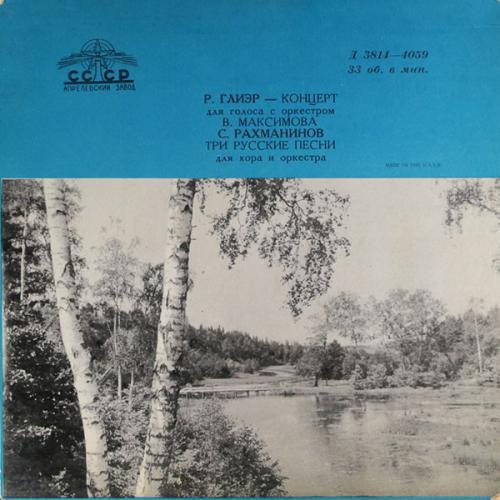 СССР
АПРЕЛЕВСКИЙ ЗАВОД
Д 3814—4059
33 об. в мин.
Р. ГЛИЭР — КОНЦЕРТ
для голоса с оркестром
В. МАКСИМОВА
С. РАХМАНИНОВ
ТРИ РУССКИЕ ПЕСНИ
для хора и оркестра
MADE IN THE U.S.S.R.